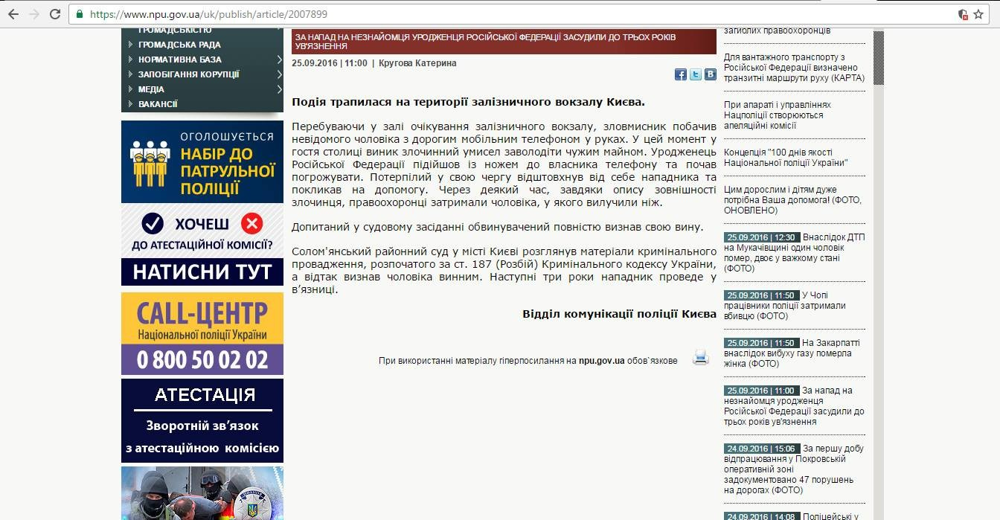 https://www.npu.gov.ua/uk/publish/article/2007899
ГРОМАДСЬКІСТЮ
ГРОМАДСЬКА РАДА
НОРМАТИВНА БАЗА
ЗАПОБІГАННЯ КОРУПЦІЇ
МЕДІА
ВАКАНСІЇ
ОГОЛОШУЄТЬСЯ
НАБІР ДО
ПАТРУЛЬНОЇ
ПОЛІЦІЇ
ХОЧЕШ
ДО АТЕСТАЦІЙНОЇ КОМІСІЇ?
НАТИСНИ ТУТ
CALL-ЦЕНТР
Національної поліції України
0 800 50 02 02
АТЕСТАЦІЯ
Зворотній зв’язок
з атестаційною комісією
ЗА НАПАД НА НЕЗНАЙОМЦЯ УРОДЖЕНЦЯ РОСІЙСЬКОЇ ФЕДЕРАЦІЇ ЗАСУДИЛИ ДО ТРЬОХ РОКІВ
УВ'ЯЗНЕННЯ
25.09.2016 | 11:00 | Кругова Катерина
Подія трапилася на території залізничного вокзалу Києва.
Перебуваючи у залі очікування залізничного вокзалу, зловмисник побачив
невідомого чоловіка з дорогим мобільним телефоном у руках. У цей момент у
гостя столиці виник злочинний умисел заволодіти чужим майном. Уродженець
Російської Федерації підійшов із ножем до власника телефону та почав
погрожувати. Потерпілий у свою чергу відштовхнув від себе нападника та
покликав на допомогу. Через деякий час, завдяки опису зовнішності
злочинця, правоохоронці затримали чоловіка, у якого вилучили ніж.
Допитаний у судовому засіданні обвинувачений повністю визнав свою вину.
Солом'янський районний суд у місті Києві розглянув матеріали кримінального
провадження, розпочатого за ст. 187 (Розбій) Кримінального кодексу України,
а відтак визнав чоловіка винним. Наступні три роки нападник проведе у
в’язниці.
Відділ комунікації поліції Києва
При використанні матеріалу гіперпосилання на npu.gov.ua обов`язкове
загиблих правоохоронців
Для вантажного транспорту з
Російської Федерації визначено
транзитні маршрути руху (КАРТА)
При апараті і управліннях
Нацполіції створюються
апеляційні комісії
Концепція "100 днів якості
Національної поліції України"
Цим дорослим і дітям дуже
потрібна Ваша допомога! (ФОТО,
ОНОВЛЕНО)
25.09.2016 | 12:30 Внаслідок ДТП
на Мукачівщині один чоловік
помер, двоє у важкому стані
(ФОТО)
25.09.2016 | 11:50 У Чопі
працівники поліції затримали
вбивцю (ФОТО)
25.09.2016 | 11:50 На Закарпатті
внаслідок вибуху газу померла
жінка (ФОТО)
25.09.2016 | 11:00 За напад на
незнайомця уродженця
Російської Федерації засудили до
трьох років ув'язнення
24.09.2016 | 15:06 За першу добу
відпрацювання у Покровській
оперативній зоні
задокументовано 47 порушень
на дорогах (ФОТО)
24.09.2016 | 14:08 Поліцейські у